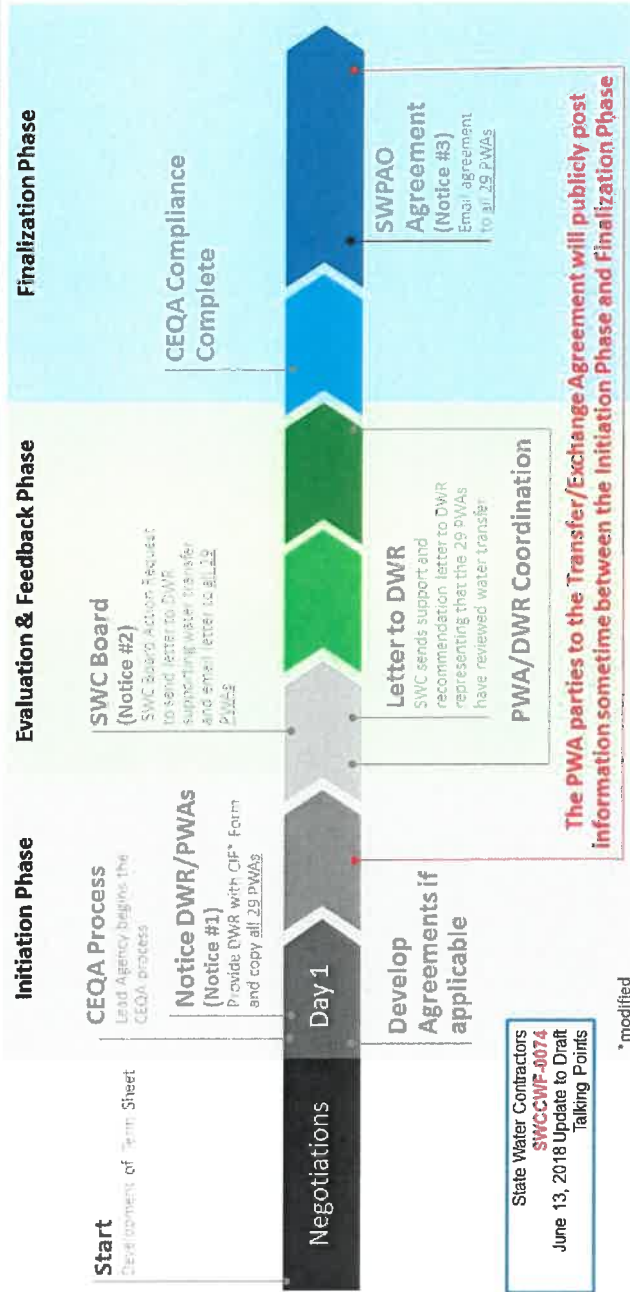 Initiation Phase
Evaluation & Feedback Phase
Finalization Phase
Start
Development of Term Sheet
CEQA Process
Lead Agency begins the
CEQA process
Notice DWR/PWAs
(Notice #1)
Provide DWR with CIF* Form
and copy all 29 PWAs
SWC Board
(Notice #2)
SWC Board Action Request
to send letter to DWR
supporting water transfer
and email letter to all 29
PWAs
CEQA Compliance
Complete
Negotiations
Day 1
Develop
Agreements if
applicable
Letter to DWR
SWC sends support and
recommendation letter to DWR
representing that the 29 PWAs
have reviewed water transfer
PWA/DWR Coordination
SWPAO
Agreement
(Notice #3)
Email agreement
to all 29 PWAs
The PWA parties to the Transfer/Exchange Agreement will publicly post
information sometime between the Initiation Phase and Finalization Phase
State Water Contractors
SWCCWF-0074
June 13, 2018 Update to Draft
Talking Points
*modified